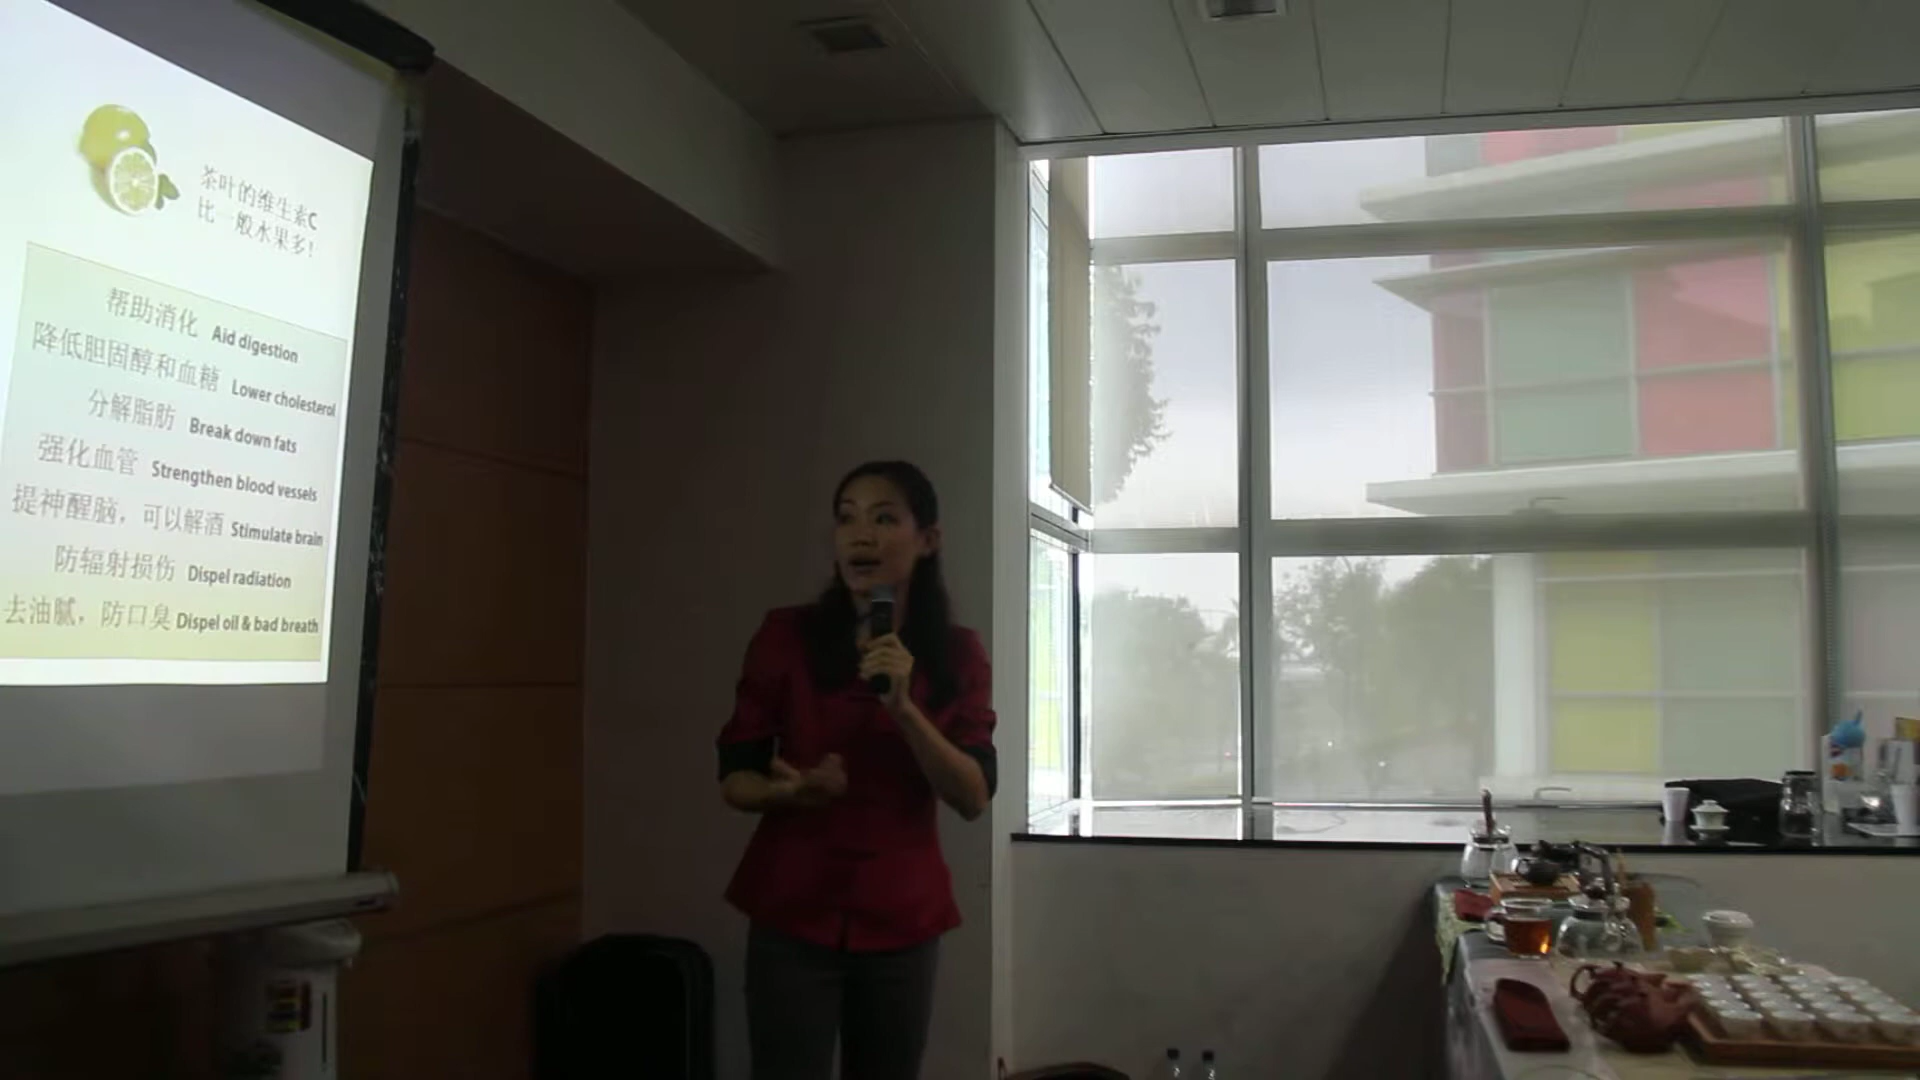 茶叶的维生素C
比一般水果多!
帮助消化 Aid digestion
降低胆固醇和血糖 Lower cholesterol
分解脂肪 Break down fats
强化血管 Strengthen blood vessels
提神醒脑，可以解酒 Stimulate brain
防辐射损伤 Dispel radiation
去油腻，防口臭 Dispel oil & bad breath